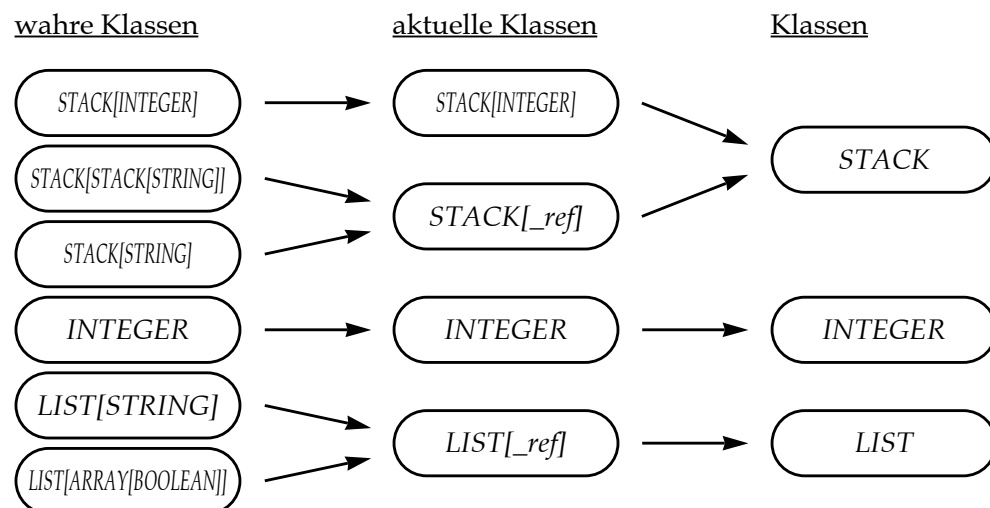 wahre Klassen aktuelle Klassen Klassen
STACK[INTEGER] STACK[INTEGER]
STACK
STACK[STACK[STRING]]
STACK[_ref]
STACK[STRING]
INTEGER INTEGER INTEGER
LIST[STRING]
LIST[_ref] LIST
LIST[ARRAY[BOOLEAN]]